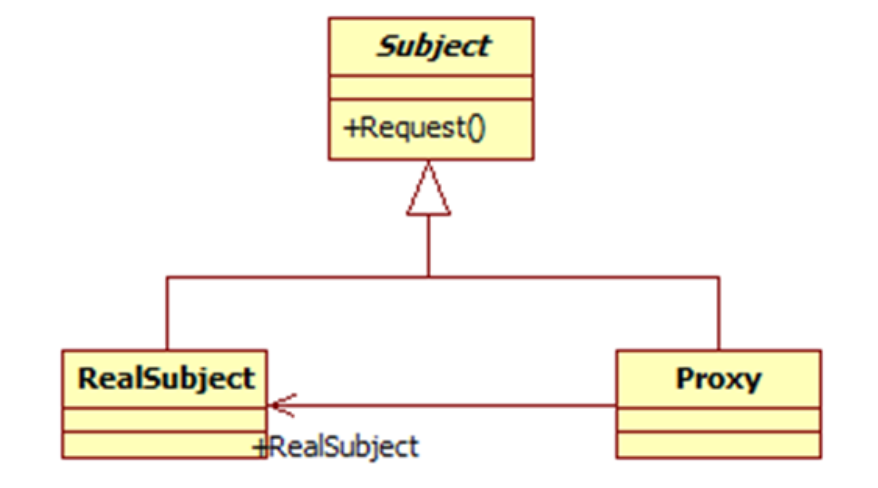 Subject
+Request()
RealSubject
Proxy
+RealSubject